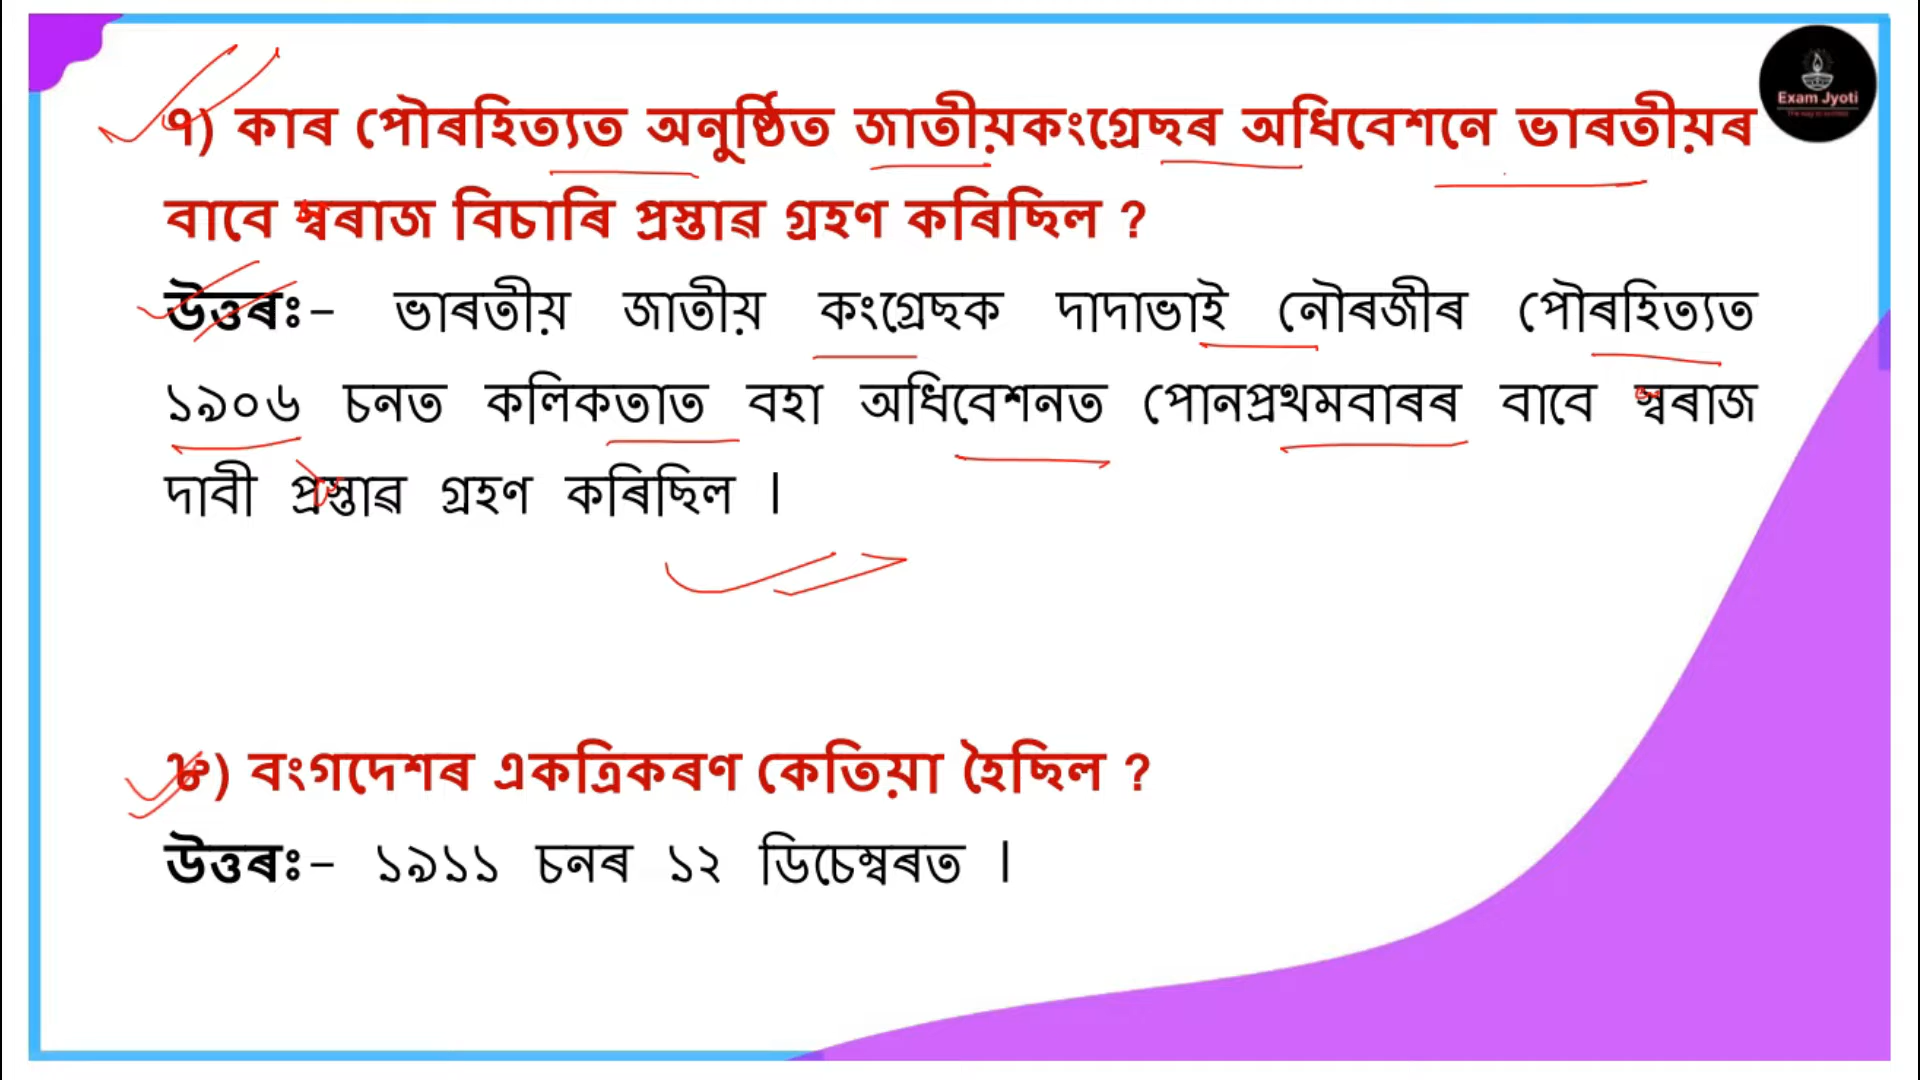 ৭) কাৰ পৌৰহিত্যত অনুষ্ঠিত জাতীয়কংগ্ৰেছৰ অধিবেশনে ভাৰতীয়ৰ
বাবে স্বৰাজ বিচাৰি প্ৰস্তাৱ গ্ৰহণ কৰিছিল ?
উত্তৰঃ– ভাৰতীয় জাতীয় কংগ্ৰেছক দাদাভাই নৌৰজীৰ পৌৰহিত্যত
১৯০৬ চনত কলিকতাত বহা অধিবেশনত পোনপ্ৰথমবাৰৰ বাবে স্বৰাজ
দাবী প্ৰস্তাৱ গ্ৰহণ কৰিছিল ।
৮) বংগদেশৰ একত্ৰিকৰণ কেতিয়া হৈছিল ?
উত্তৰঃ– ১৯১১ চনৰ ১২ ডিচেম্বৰত ।
Exam Jyoti